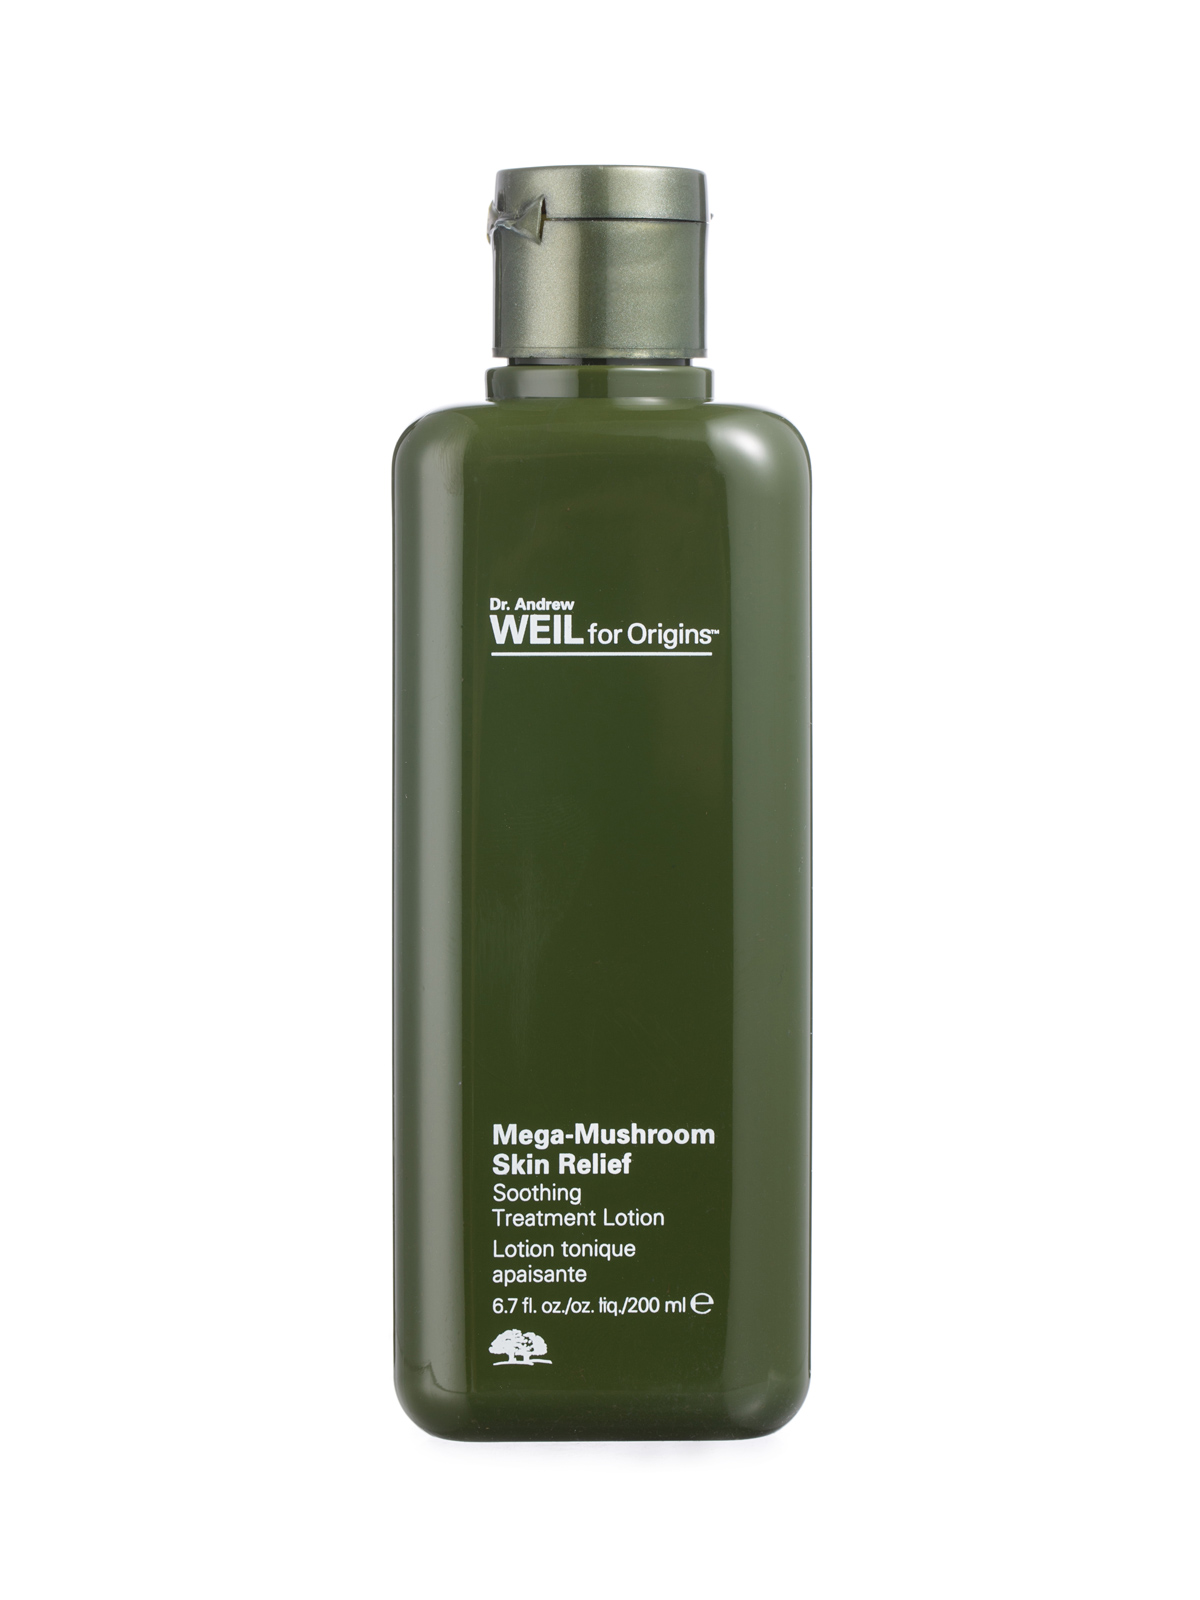 Dr. Andrew
WEIL for Origins™
Mega-Mushroom
Skin Relief
Soothing
Treatment Lotion
Lotion tonique
apaisante
6.7 fl. oz./oz. liq./200 ml ℮